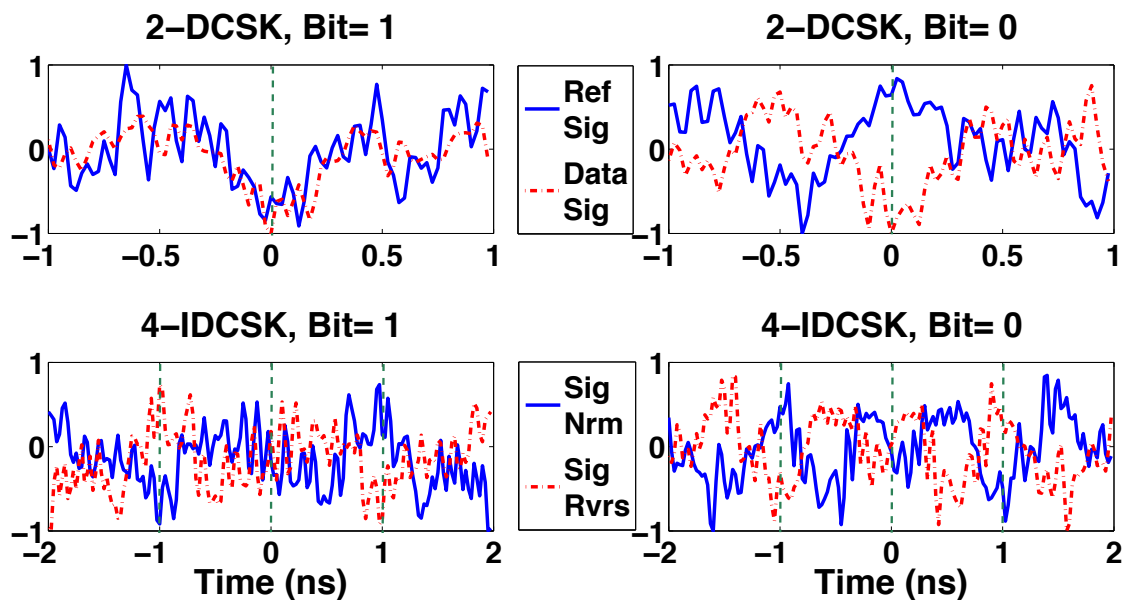 2−DCSK, Bit= 1
2−DCSK, Bit= 0
1
0
−1
−1
−0.5
0
0.5
1
Ref
Sig
Data
Sig
1
0
−1
−1
−0.5
0
0.5
1
4−IDCSK, Bit= 1
4−IDCSK, Bit= 0
1
0
−1
−2
−1
0
1
2
Time (ns)
Sig
Nrm
Sig
Rvrs
1
0
−1
−2
−1
0
1
2
Time (ns)